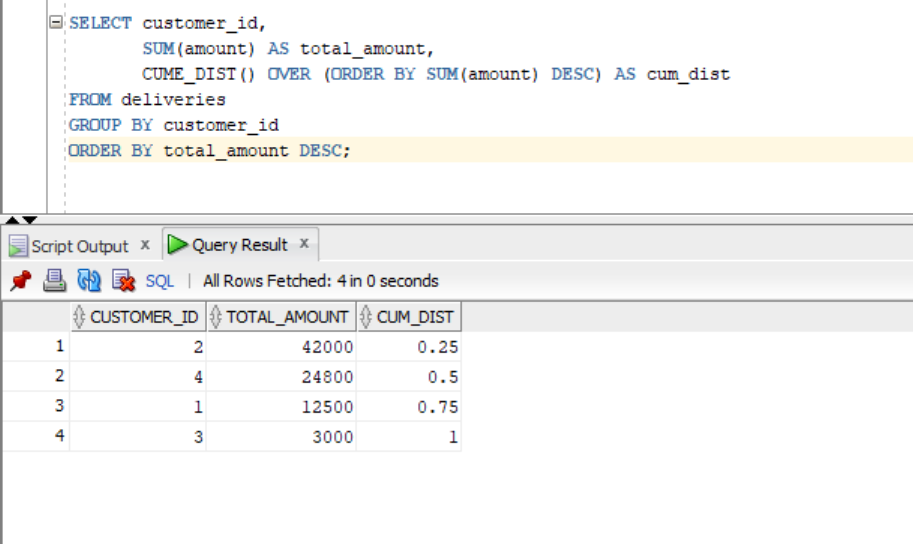 SELECT customer_id,
SUM(amount) AS total_amount,
CUME_DIST() OVER (ORDER BY SUM(amount) DESC) AS cum_dist
FROM deliveries
GROUP BY customer_id
ORDER BY total_amount DESC;
Script Output x Query Result x
SQL | All Rows Fetched: 4 in 0 seconds
CUSTOMER_ID TOTAL_AMOUNT CUM_DIST
1 2 42000 0.25
2 4 24800 0.5
3 1 12500 0.75
4 3 3000 1